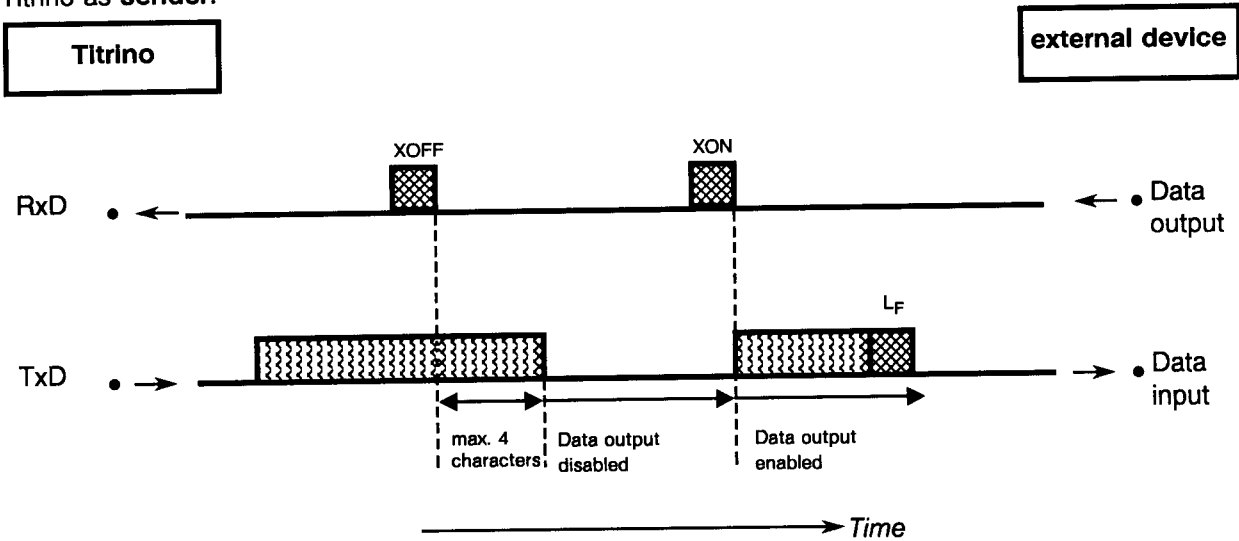 Titrino as sender:
Titrino
external device
XOFF
XON
RxD
Data
output
LF
TxD
Data
input
max. 4
characters
Data output
disabled
Data output
enabled
Time